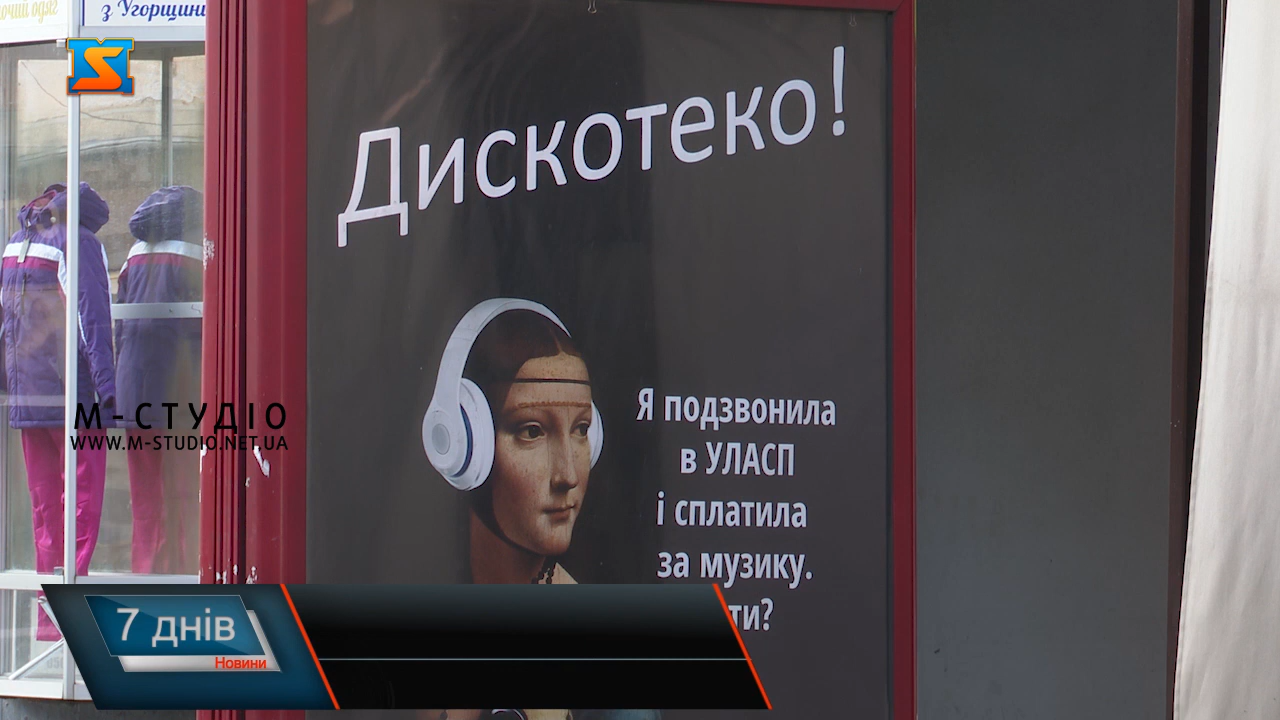 з Угорщини
Дискотеко!
Я подзвонила
в УЛАСП
і сплатила
за музику.
М-СТУДІО
WWW.M-STUDIO.NET.UA
7 днів
Новини